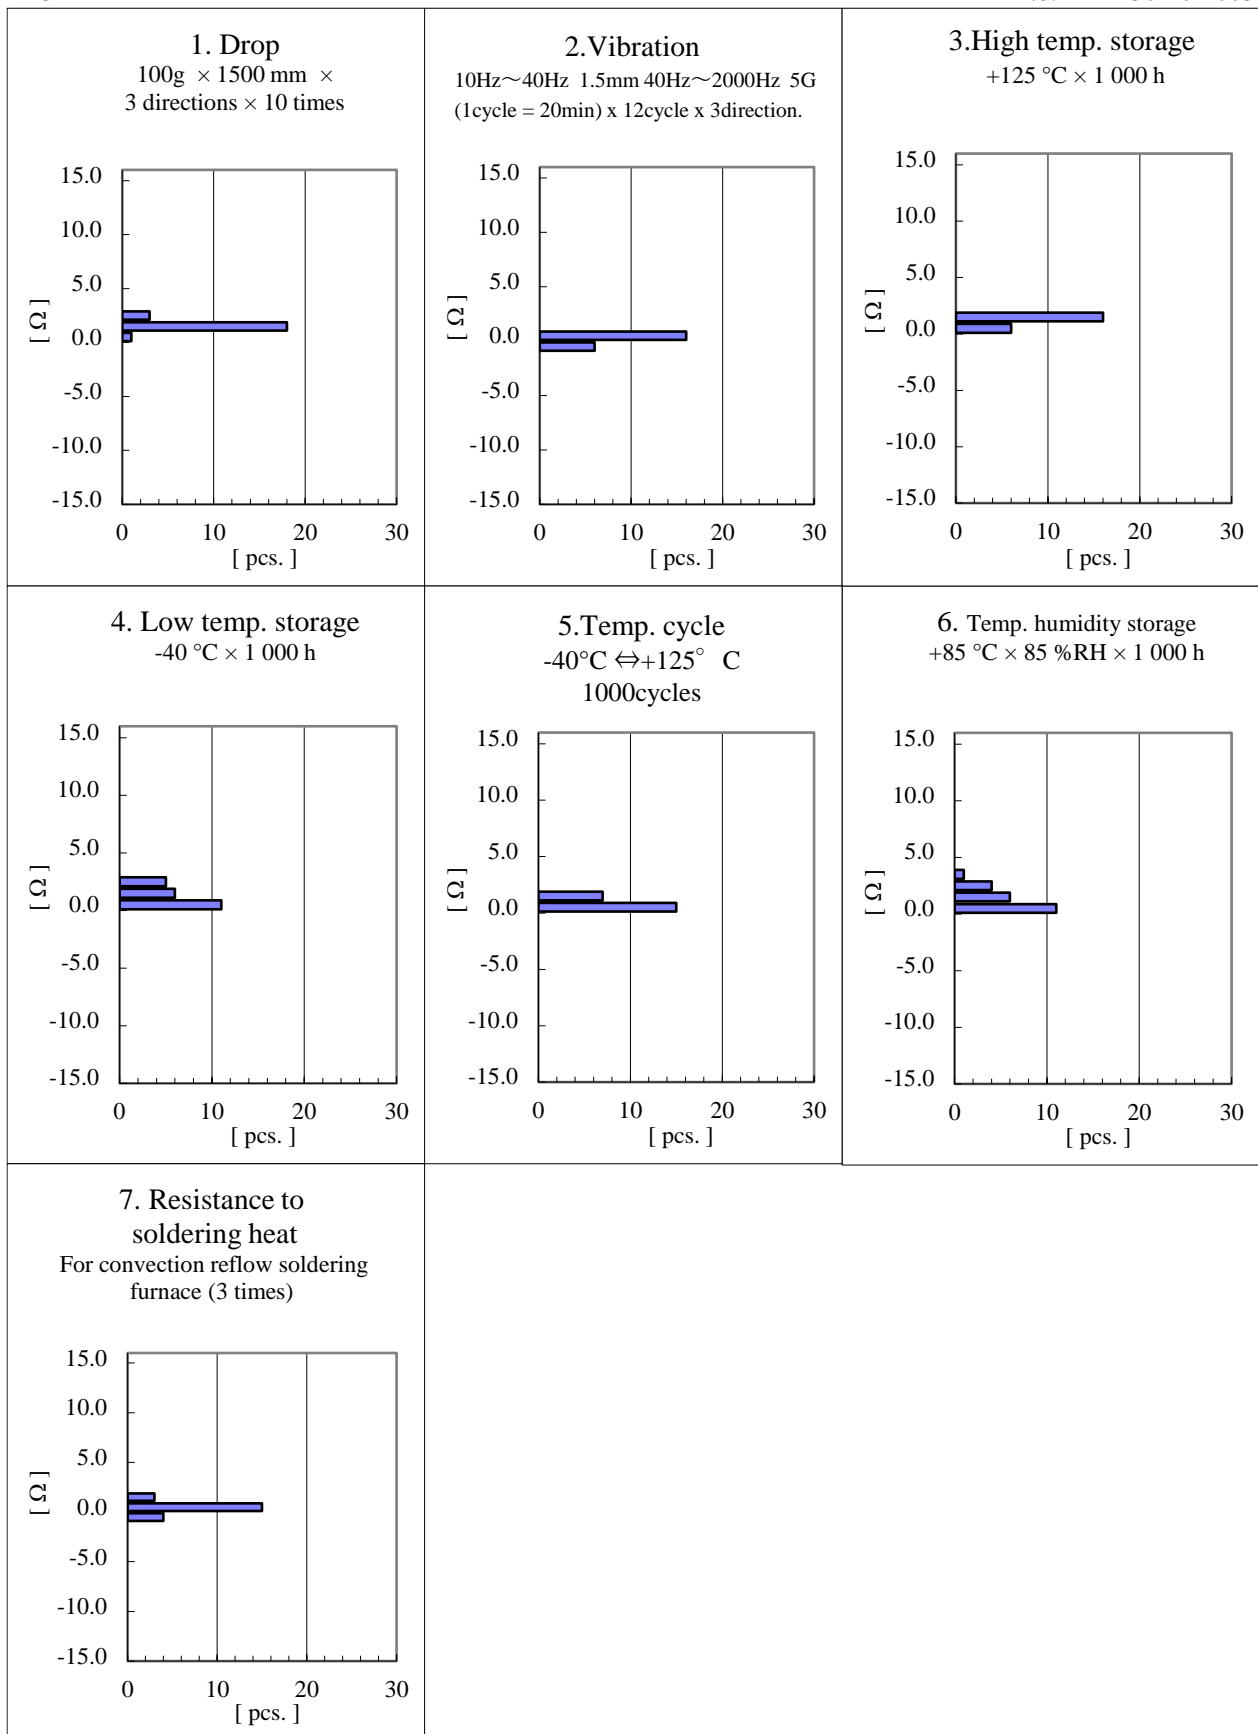 1. Drop
100g × 1500 mm ×
3 directions × 10 times
15.0
10.0
5.0
0.0
-5.0
-10.0
-15.0
[ Ω ]
0 10 20 30
[ pcs. ]
2.Vibration
10Hz～40Hz 1.5mm 40Hz～2000Hz 5G
(1cycle = 20min) x 12cycle x 3direction.
15.0
10.0
5.0
0.0
-5.0
-10.0
-15.0
[ Ω ]
0 10 20 30
[ pcs. ]
3.High temp. storage
+125 °C × 1 000 h
15.0
10.0
5.0
0.0
-5.0
-10.0
-15.0
[ Ω ]
0 10 20 30
[ pcs. ]
4. Low temp. storage
-40 °C × 1 000 h
15.0
10.0
5.0
0.0
-5.0
-10.0
-15.0
[ Ω ]
0 10 20 30
[ pcs. ]
5.Temp. cycle
-40°C ⇔+125° C
1000cycles
15.0
10.0
5.0
0.0
-5.0
-10.0
-15.0
[ Ω ]
0 10 20 30
[ pcs. ]
6. Temp. humidity storage
+85 °C × 85 %RH × 1 000 h
15.0
10.0
5.0
0.0
-5.0
-10.0
-15.0
[ Ω ]
0 10 20 30
[ pcs. ]
7. Resistance to
soldering heat
For convection reflow soldering
furnace (3 times)
15.0
10.0
5.0
0.0
-5.0
-10.0
-15.0
[ Ω ]
0 10 20 30
[ pcs. ]